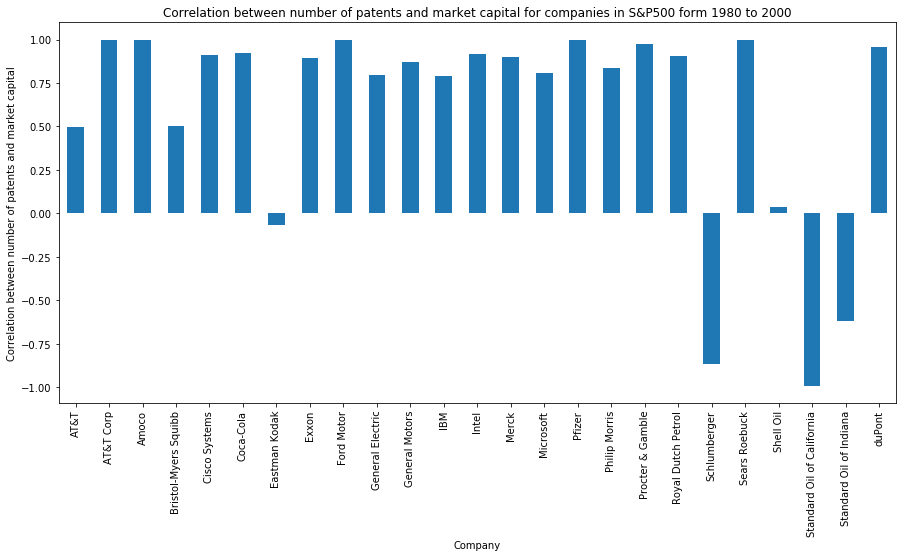 Correlation between number of patents and market capital for companies in S&P500 form 1980 to 2000
Correlation between number of patents and market capital
1.00
0.75
0.50
0.25
0.00
−0.25
−0.50
−0.75
−1.00
AT&T
AT&T Corp
Amoco
Bristol-Myers Squibb
Cisco Systems
Coca-Cola
Eastman Kodak
Exxon
Ford Motor
General Electric
General Motors
IBM
Intel
Merck
Microsoft
Pfizer
Philip Morris
Procter & Gamble
Royal Dutch Petrol
Schlumberger
Sears Roebuck
Shell Oil
Standard Oil of California
Standard Oil of Indiana
duPont
Company